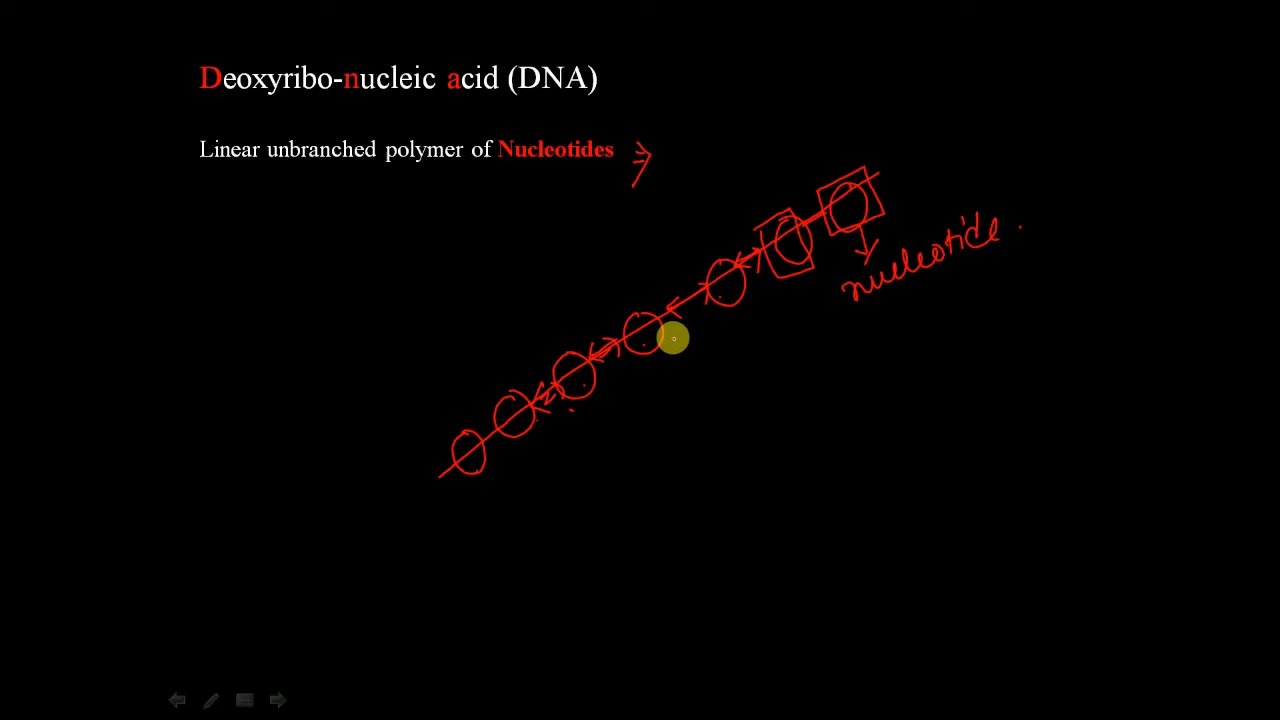 Deoxyribo-nucleic acid (DNA)
Linear unbranched polymer of Nucleotides
nucleotide.